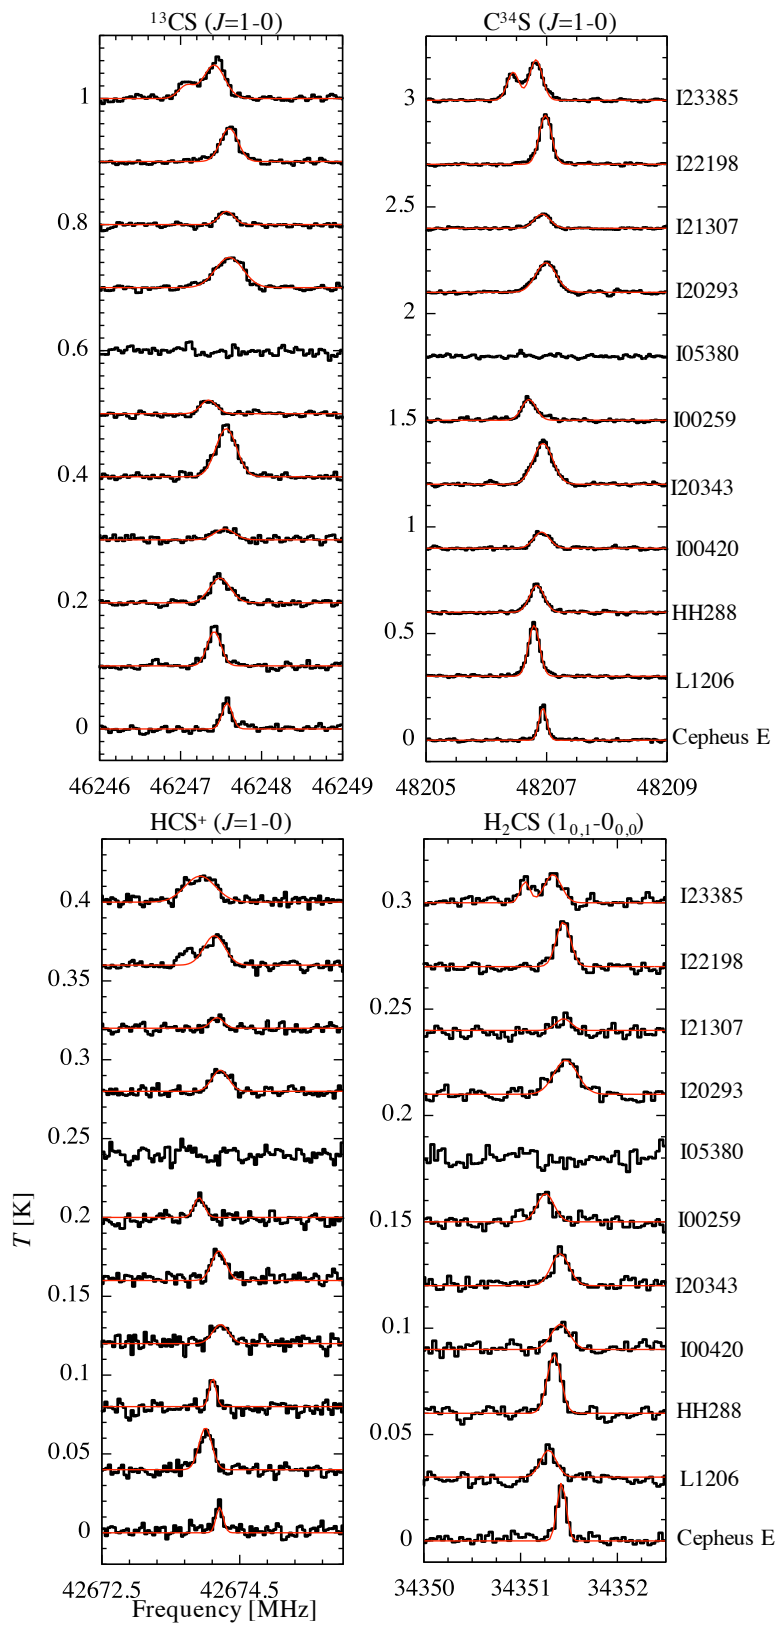 ¹³CS (J=1-0) C³⁴S (J=1-0)
1 3 I23385
I22198
2.5
0.8 I21307
I20293
2
0.6 I05380
1.5 I00259
0.4 I20343
1 I00420
0.2 HH288
0.5
L1206
0 0 Cepheus E
46246 46247 46248 46249 48205 48207 48209
HCS⁺ (J=1-0) H₂CS (1₀,₁-0₀,₀)
0.4 0.3 I23385
I22198
0.35
0.25
I21307
0.3
I20293
0.2
0.25 I05380
T [K] 0.2 0.15 I00259
I20343
0.15
0.1
I00420
0.1
HH288
0.05
0.05
L1206
0 0 Cepheus E
42672.5 42674.5 34350 34351 34352
Frequency [MHz]